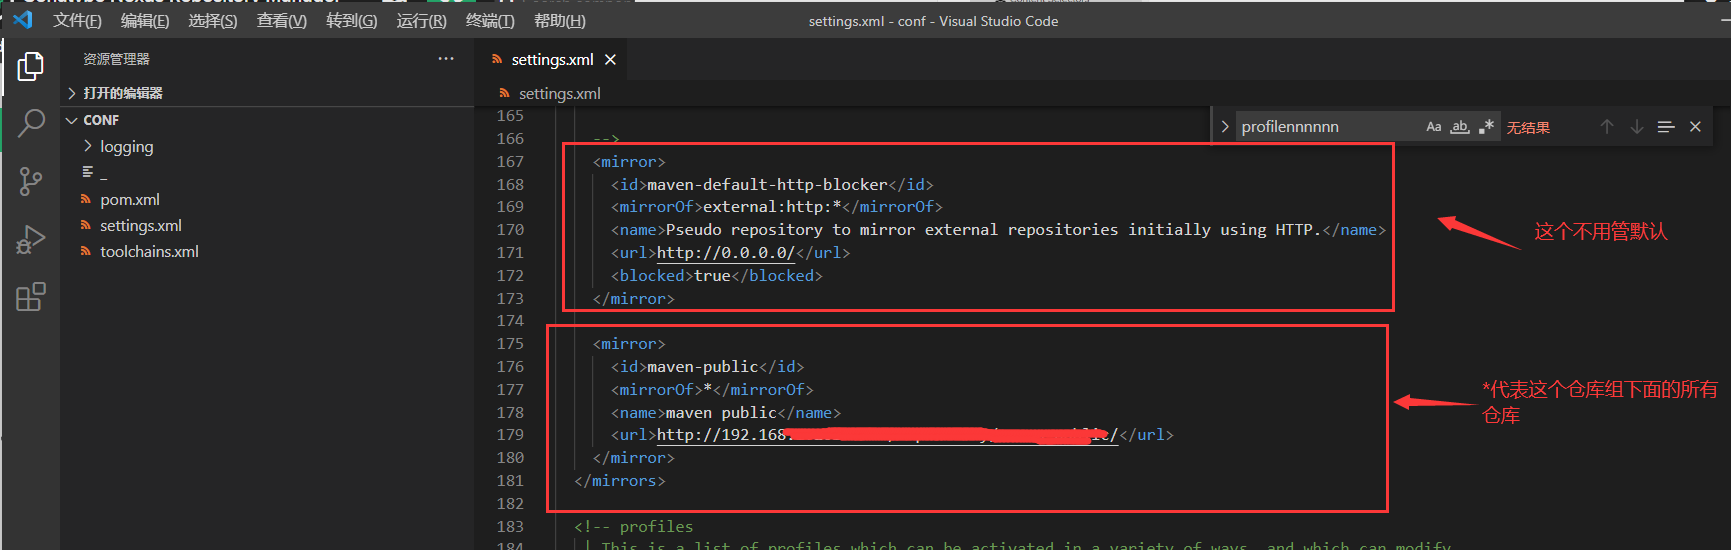 文件(F) 编辑(E) 选择(S) 查看(V) 转到(G) 运行(R) 终端(T) 帮助(H) settings.xml - conf - Visual Studio Code
资源管理器 ···
打开的编辑器
CONF
logging
_
pom.xml
settings.xml
toolchains.xml
settings.xml
settings.xml
profilennnnnn Aa ab 无结果
165
166 -->
167 <mirror>
168 <id>maven-default-http-blocker</id>
169 <mirrorOf>external:http:*</mirrorOf>
170 <name>Pseudo repository to mirror external repositories initially using HTTP.</name>
171 <url>http://0.0.0.0/</url>
172 <blocked>true</blocked>
173 </mirror>
174
175 <mirror>
176 <id>maven-public</id>
177 <mirrorOf>*</mirrorOf>
178 <name>maven public</name>
179 <url>http://192.168. /</url>
180 </mirror>
181 </mirrors>
182
183 <!-- profiles
184 | This is a list of profiles which can be activated in a variety of ways, and which can modify
这个不用管默认
*代表这个仓库组下面的所有
仓库